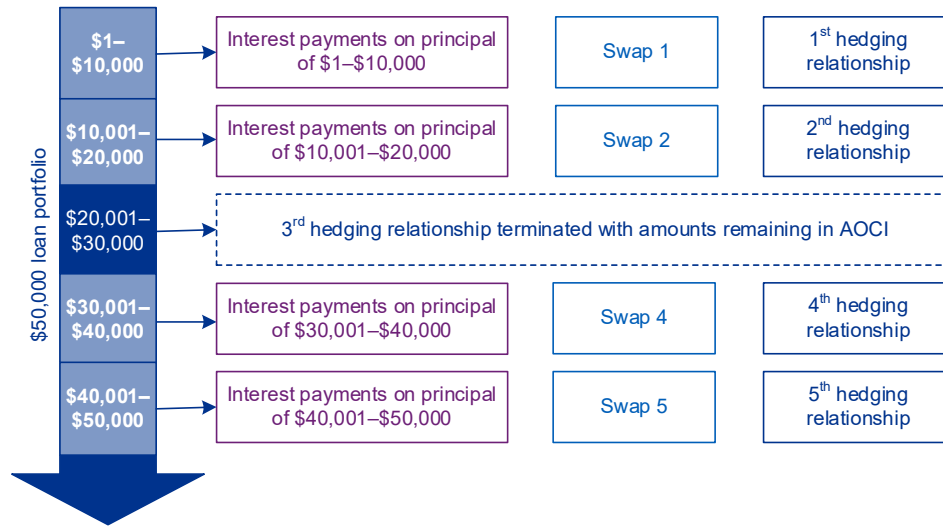 $50,000 loan portfolio
$1–
$10,000
Interest payments on principal
of $1–$10,000
Swap 1
1st hedging
relationship
$10,001–
$20,000
Interest payments on principal
of $10,001–$20,000
Swap 2
2nd hedging
relationship
$20,001–
$30,000
3rd hedging relationship terminated with amounts remaining in AOCI
$30,001–
$40,000
Interest payments on principal
of $30,001–$40,000
Swap 4
4th hedging
relationship
$40,001–
$50,000
Interest payments on principal
of $40,001–$50,000
Swap 5
5th hedging
relationship